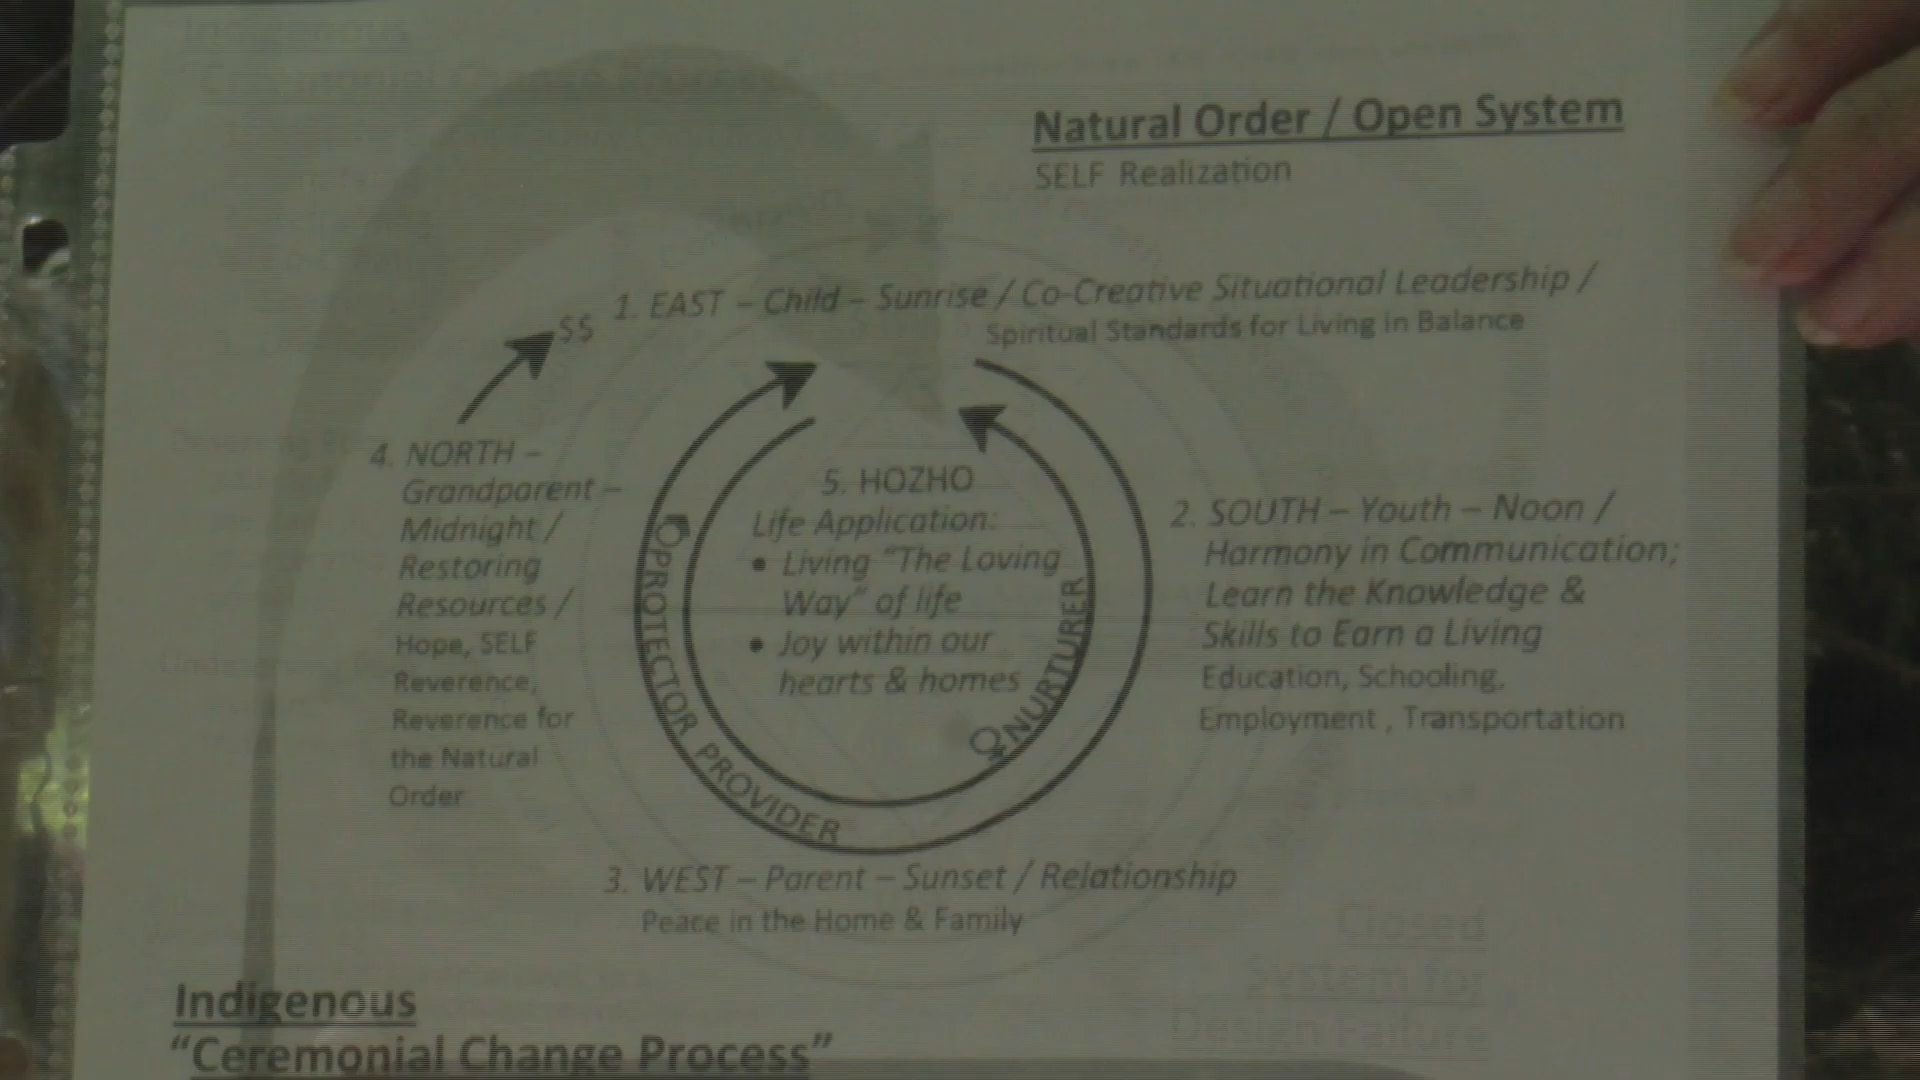 Natural Order / Open System
SELF Realization
1. EAST – Child – Sunrise / Co-Creative Situational Leadership /
Spiritual Standards for Living in Balance
$$
4. NORTH –
Grandparent –
Midnight /
Restoring
Resources /
Hope, SELF
Reverence,
Reverence for
the Natural
Order
PROTECTOR PROVIDER
5. HOZHO
Life Application:
• Living "The Loving
Way" of life
• Joy within our
hearts & homes
NURTURER
2. SOUTH – Youth – Noon /
Harmony in Communication;
Learn the Knowledge &
Skills to Earn a Living
Education, Schooling,
Employment , Transportation
3. WEST – Parent – Sunset / Relationship
Peace in the Home & Family
Closed
System for
Design Failure
Indigenous
"Ceremonial Change Process"